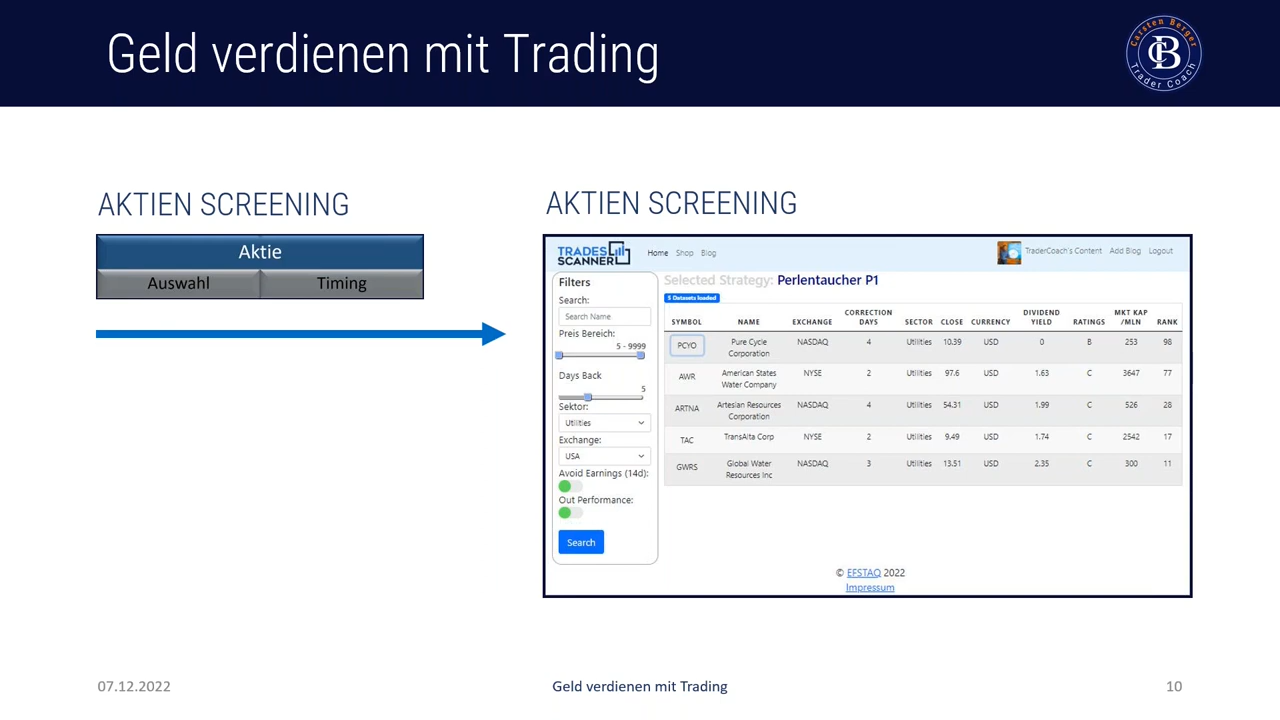 Geld verdienen mit Trading
Carsten Berger
CB
Trader Coach
AKTIEN SCREENING
Aktie
Auswahl Timing
AKTIEN SCREENING
TRADES
SCANNER
Home Shop Blog
TraderCoach's Content Add Blog Logout
Filters
Search:
Search Name
Preis Bereich:
5 - 9999
Days Back
5
Sektor:
Utilities
Exchange:
USA
Avoid Earnings (14d):
Out Performance:
Search
Selected Strategy: Perlentaucher P1
5 Datasets loaded
SYMBOL NAME EXCHANGE CORRECTION DAYS SECTOR CLOSE CURRENCY DIVIDEND YIELD RATINGS MKT KAP /MLN RANK
PCYO Pure Cycle Corporation NASDAQ 4 Utilities 10.39 USD 0 B 253 98
AWR American States Water Company NYSE 2 Utilities 97.6 USD 1.63 C 3647 77
ARTNA Artesian Resources Corporation NASDAQ 4 Utilities 54.31 USD 1.99 C 526 28
TAC TransAlta Corp NYSE 2 Utilities 9.49 USD 1.74 C 2542 17
GWRS Global Water Resources Inc NASDAQ 3 Utilities 13.51 USD 2.35 C 300 11
© EFSTAQ 2022
Impressum
07.12.2022 Geld verdienen mit Trading 10